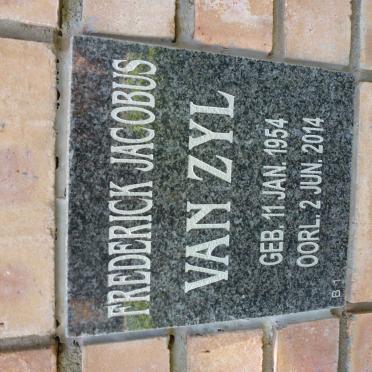 FREDERICK JACOBUS
VAN ZYL
GEB. 11 JAN. 1954
OORL. 2 JUN. 2014
B 1